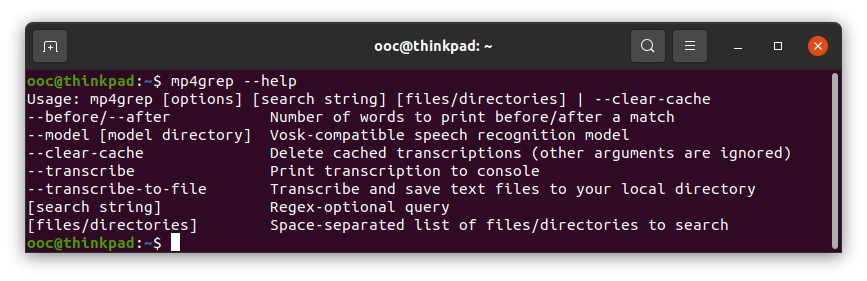 ooc@thinkpad: ~
ooc@thinkpad:~$ mp4grep --help
Usage: mp4grep [options] [search string] [files/directories] | --clear-cache
--before/--after           Number of words to print before/after a match
--model [model directory]  Vosk-compatible speech recognition model
--clear-cache              Delete cached transcriptions (other arguments are ignored)
--transcribe               Print transcription to console
--transcribe-to-file       Transcribe and save text files to your local directory
[search string]            Regex-optional query
[files/directories]        Space-separated list of files/directories to search
ooc@thinkpad:~$